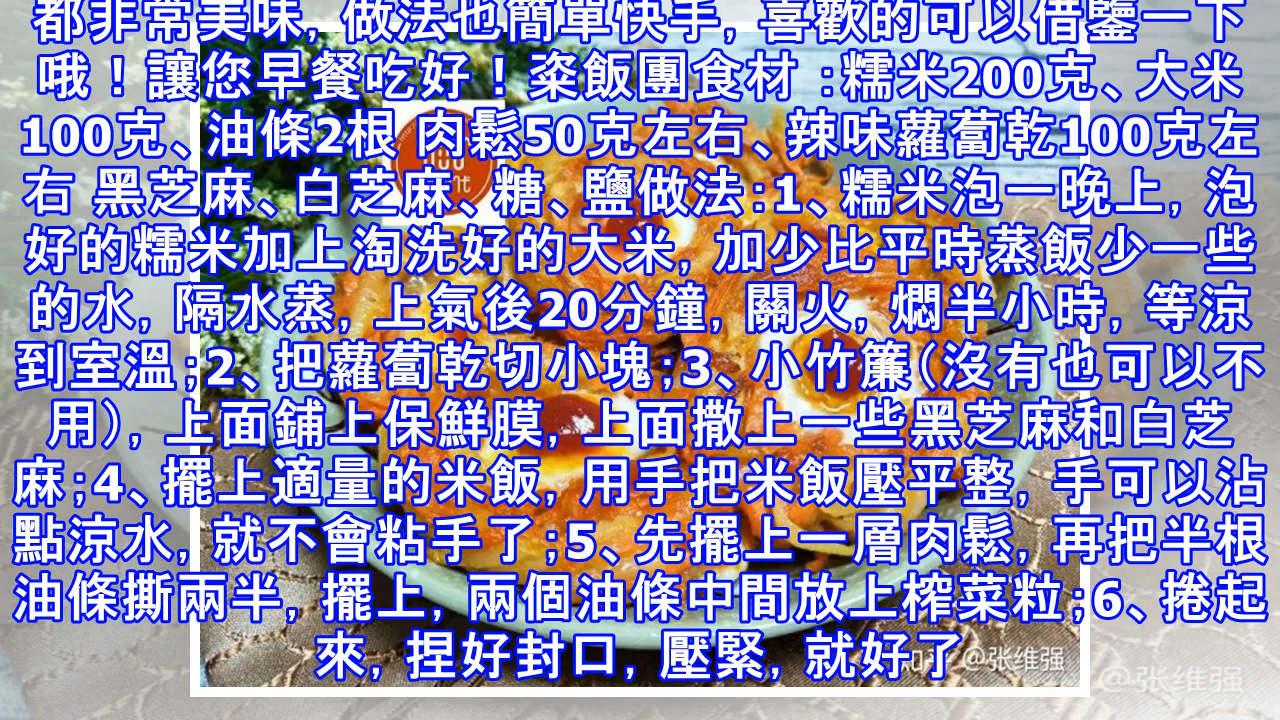 都非常美味, 做法也簡單快手, 喜歡的可以借鑒一下
哦！讓您早餐吃好！粢飯團食材 :糯米200克、大米
100克、油條2根 肉鬆50克左右、辣味蘿蔔乾100克左
右 黑芝麻、白芝麻、糖、鹽做法:1、糯米泡一晚上, 泡
好的糯米加上淘洗好的大米, 加少比平時蒸飯少一些
的水, 隔水蒸, 上氣後20分鐘, 關火, 燜半小時, 等涼
到室溫;2、把蘿蔔乾切小塊;3、小竹簾(沒有也可以不
用), 上面鋪上保鮮膜, 上面撒上一些黑芝麻和白芝
麻;4、擺上適量的米飯, 用手把米飯壓平整, 手可以沾
點涼水, 就不會粘手了;5、先擺上一層肉鬆, 再把半根
油條撕兩半, 擺上, 兩個油條中間放上榨菜粒;6、捲起
來, 捏好封口, 壓緊, 就好了
知乎 @张维强
@张维强